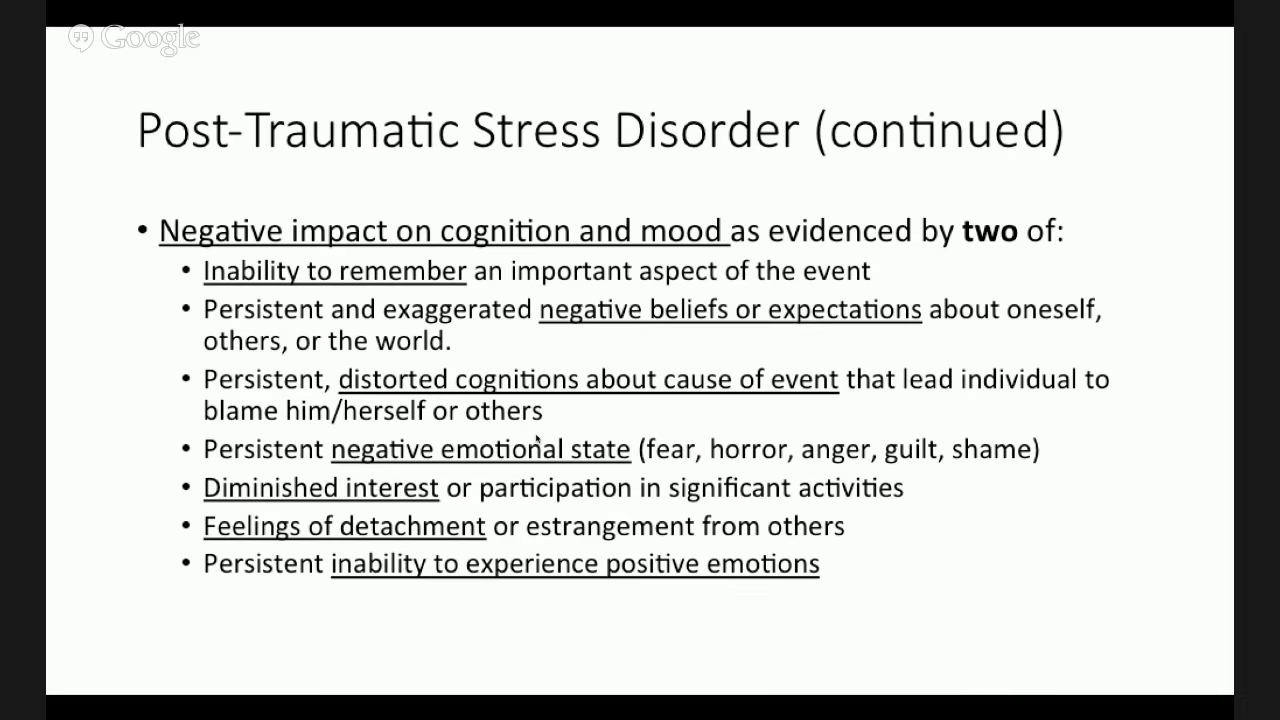 Google
Post-Traumatic Stress Disorder (continued)
• Negative impact on cognition and mood as evidenced by two of:
• Inability to remember an important aspect of the event
• Persistent and exaggerated negative beliefs or expectations about oneself,
others, or the world.
• Persistent, distorted cognitions about cause of event that lead individual to
blame him/herself or others
• Persistent negative emotional state (fear, horror, anger, guilt, shame)
• Diminished interest or participation in significant activities
• Feelings of detachment or estrangement from others
• Persistent inability to experience positive emotions